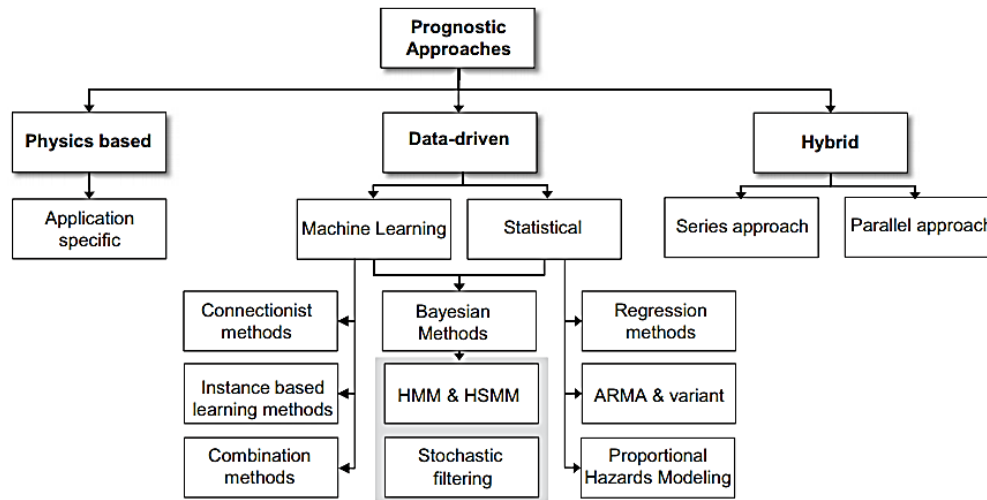 Prognostic
Approaches
Physics based
Data-driven
Hybrid
Application
specific
Machine Learning
Statistical
Series approach
Parallel approach
Connectionist
methods
Bayesian
Methods
Regression
methods
Instance based
learning methods
HMM & HSMM
ARMA & variant
Combination
methods
Stochastic
filtering
Proportional
Hazards Modeling